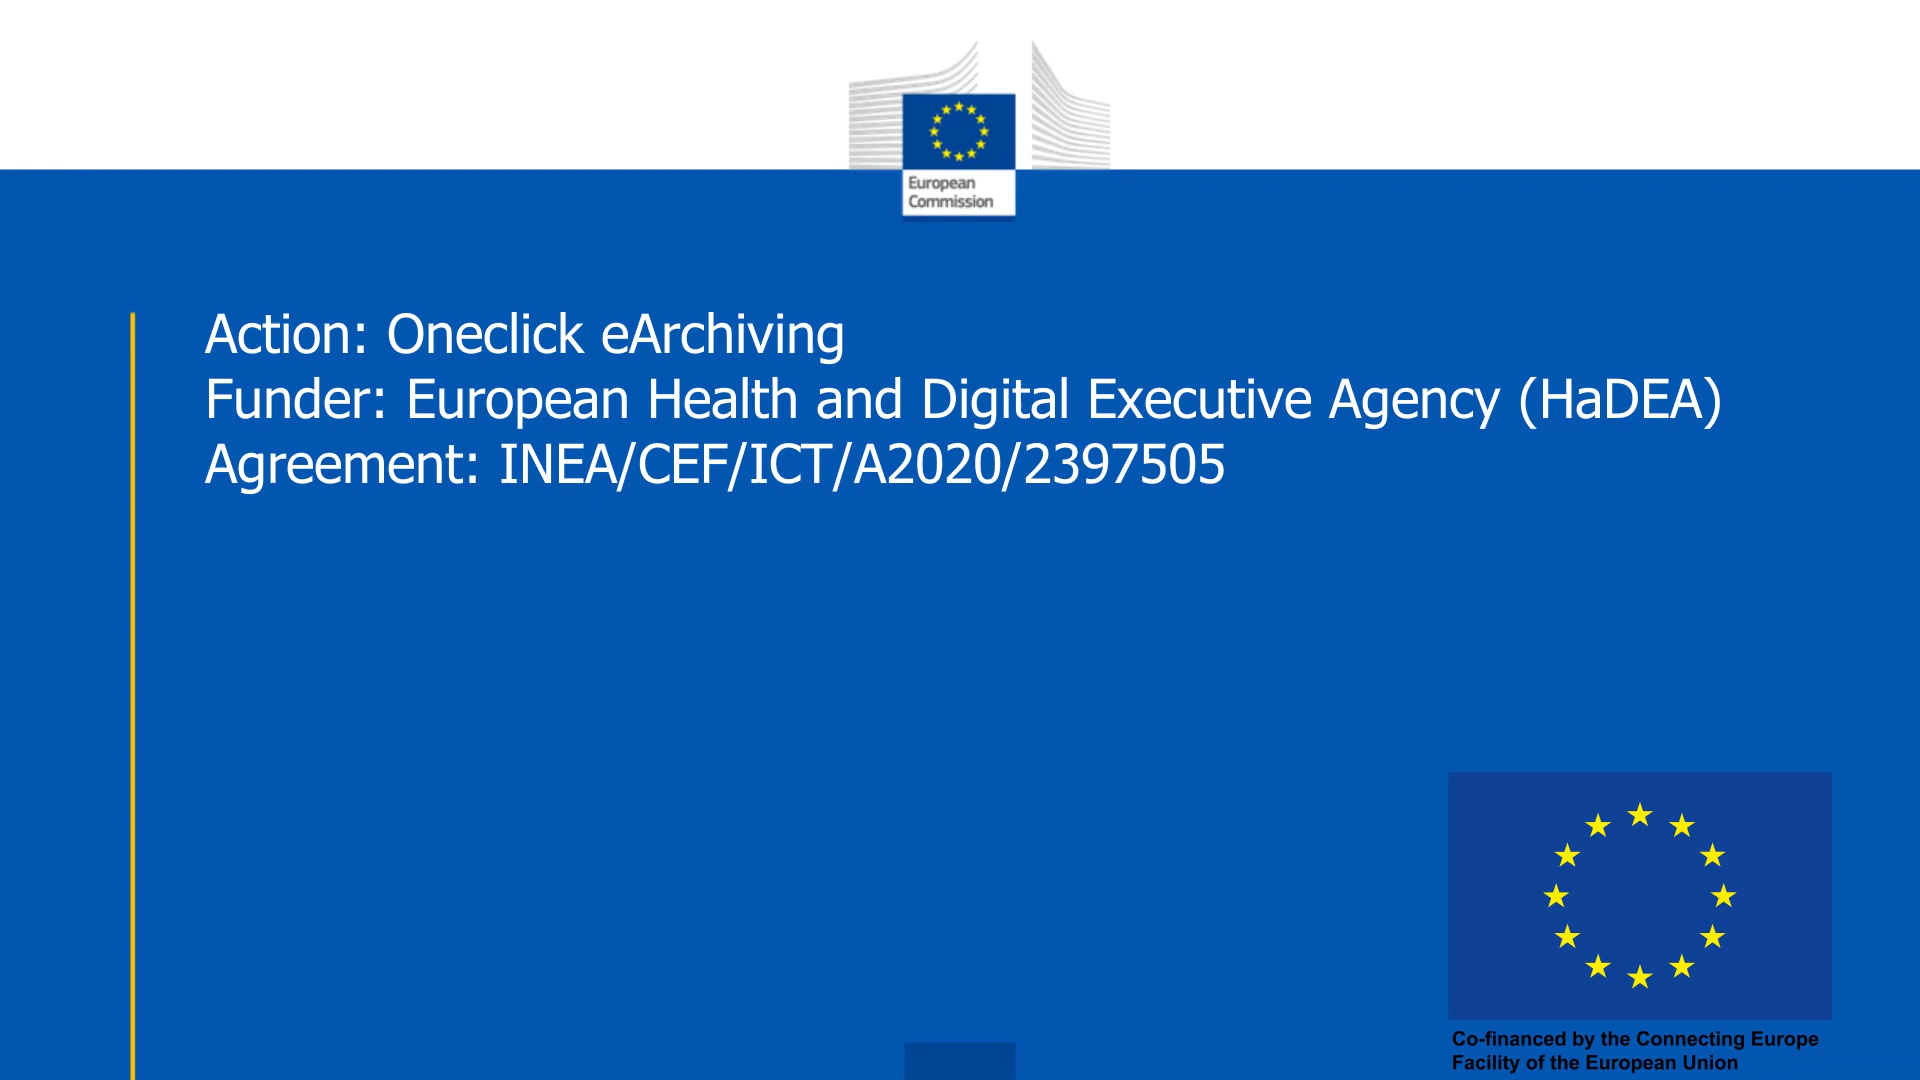 European
Commission
Action: Oneclick eArchiving
Funder: European Health and Digital Executive Agency (HaDEA)
Agreement: INEA/CEF/ICT/A2020/2397505
Co-financed by the Connecting Europe
Facility of the European Union